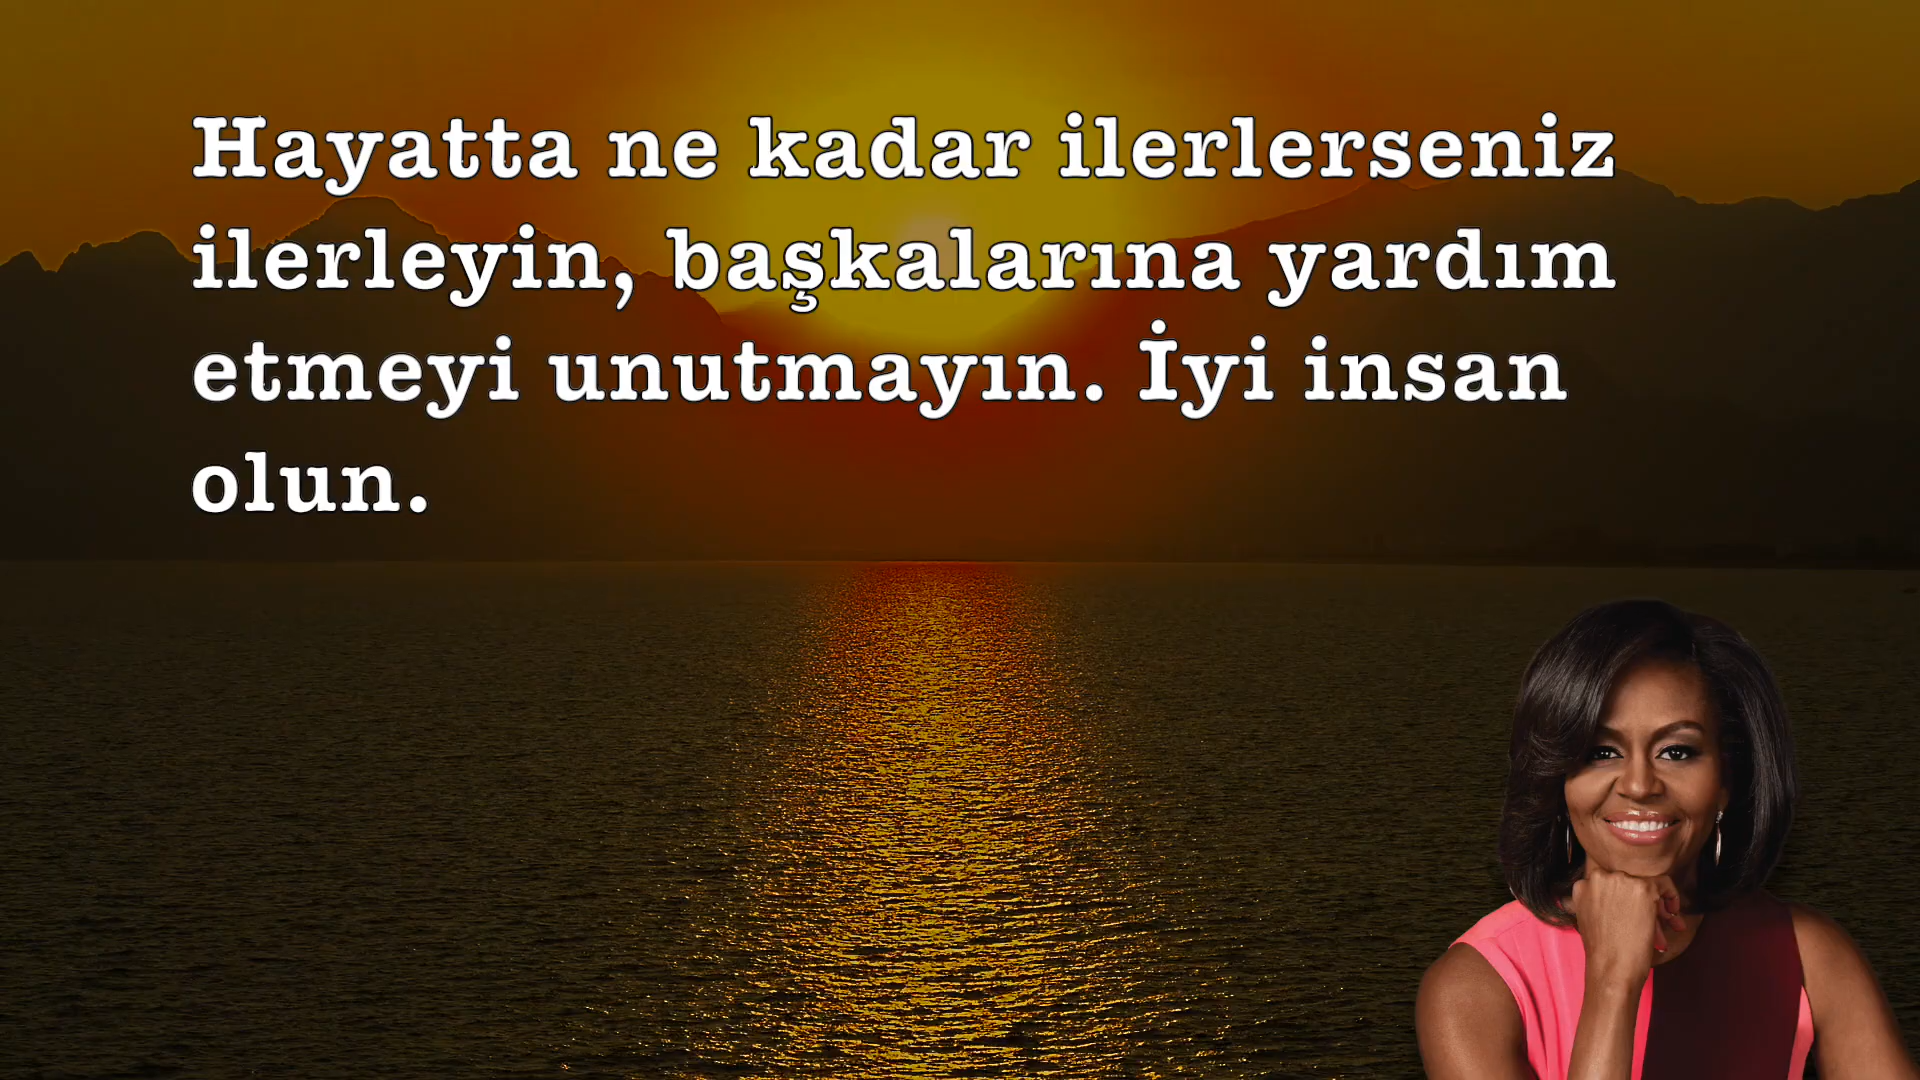 Hayatta ne kadar ilerlerseniz
ilerleyin, başkalarına yardım
etmeyi unutmayın. İyi insan
olun.